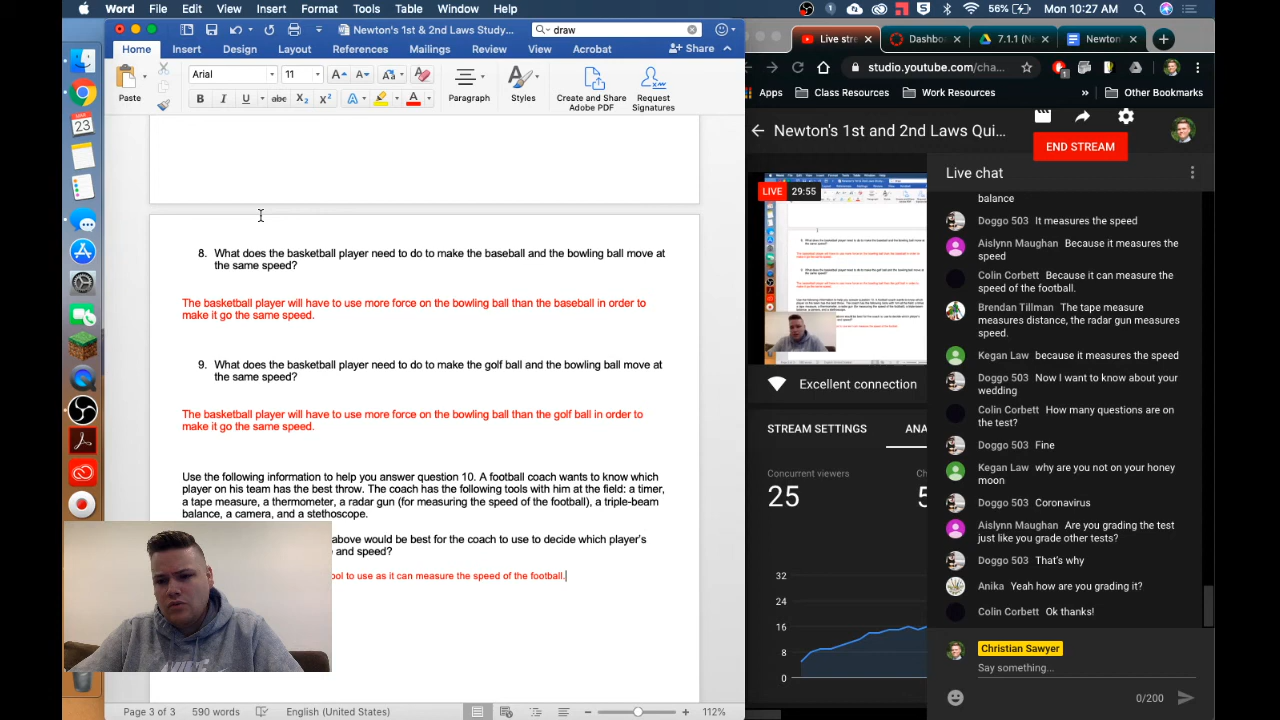 Word File Edit View Insert Format Tools Table Window Help
56% Mon 10:27 AM
Newton's 1st & 2nd Laws Study...
draw
Home Insert Draw Design Layout References Mailings Review View Acrobat Share
Paste
Arial 11
B I U abc X2 X2 A A
Paragraph Styles Create and Share Adobe PDF Request Signatures
8. What does the basketball player need to do to make the baseball and the bowling ball move at
the same speed?
The basketball player will have to use more force on the bowling ball than the baseball in order to
make it go the same speed.
9. What does the basketball player need to do to make the golf ball and the bowling ball move at
the same speed?
The basketball player will have to use more force on the bowling ball than the golf ball in order to
make it go the same speed.
Use the following information to help you answer question 10. A football coach wants to know which
player on his team has the best throw. The coach has the following tools with him at the field: a timer,
a tape measure, a thermometer, a radar gun (for measuring the speed of the football), a triple-beam
balance, a camera, and a stethoscope.
above would be best for the coach to use to decide which player's
and speed?
ool to use as it can measure the speed of the football.
Page 3 of 3 590 words English (United States) 112%
Live stre Dashbo 7.1.1 (Ne Newton
studio.youtube.com/cha...
Apps Class Resources Work Resources Other Bookmarks
Newton's 1st and 2nd Laws Qui...
END STREAM
LIVE 29:55
Excellent connection
STREAM SETTINGS ANA
Concurrent viewers
25
32
24
16
8
0
Live chat
balance
Doggo 503 It measures the speed
Aislynn Maughan Because it measures the
speed
Colin Corbett Because it can measure the
speed of the football.
Brendan Tillman The tape measure
measures distance, the radar gun measures
speed.
Kegan Law because it measures the speed
Doggo 503 Now I want to know about your
wedding
Colin Corbett How many questions are on
the test?
Doggo 503 Fine
Kegan Law why are you not on your honey
moon
Doggo 503 Coronavirus
Aislynn Maughan Are you grading the test
just like you grade other tests?
Doggo 503 That's why
Anika Yeah how are you grading it?
Colin Corbett Ok thanks!
Christian Sawyer
Say something...
0/200